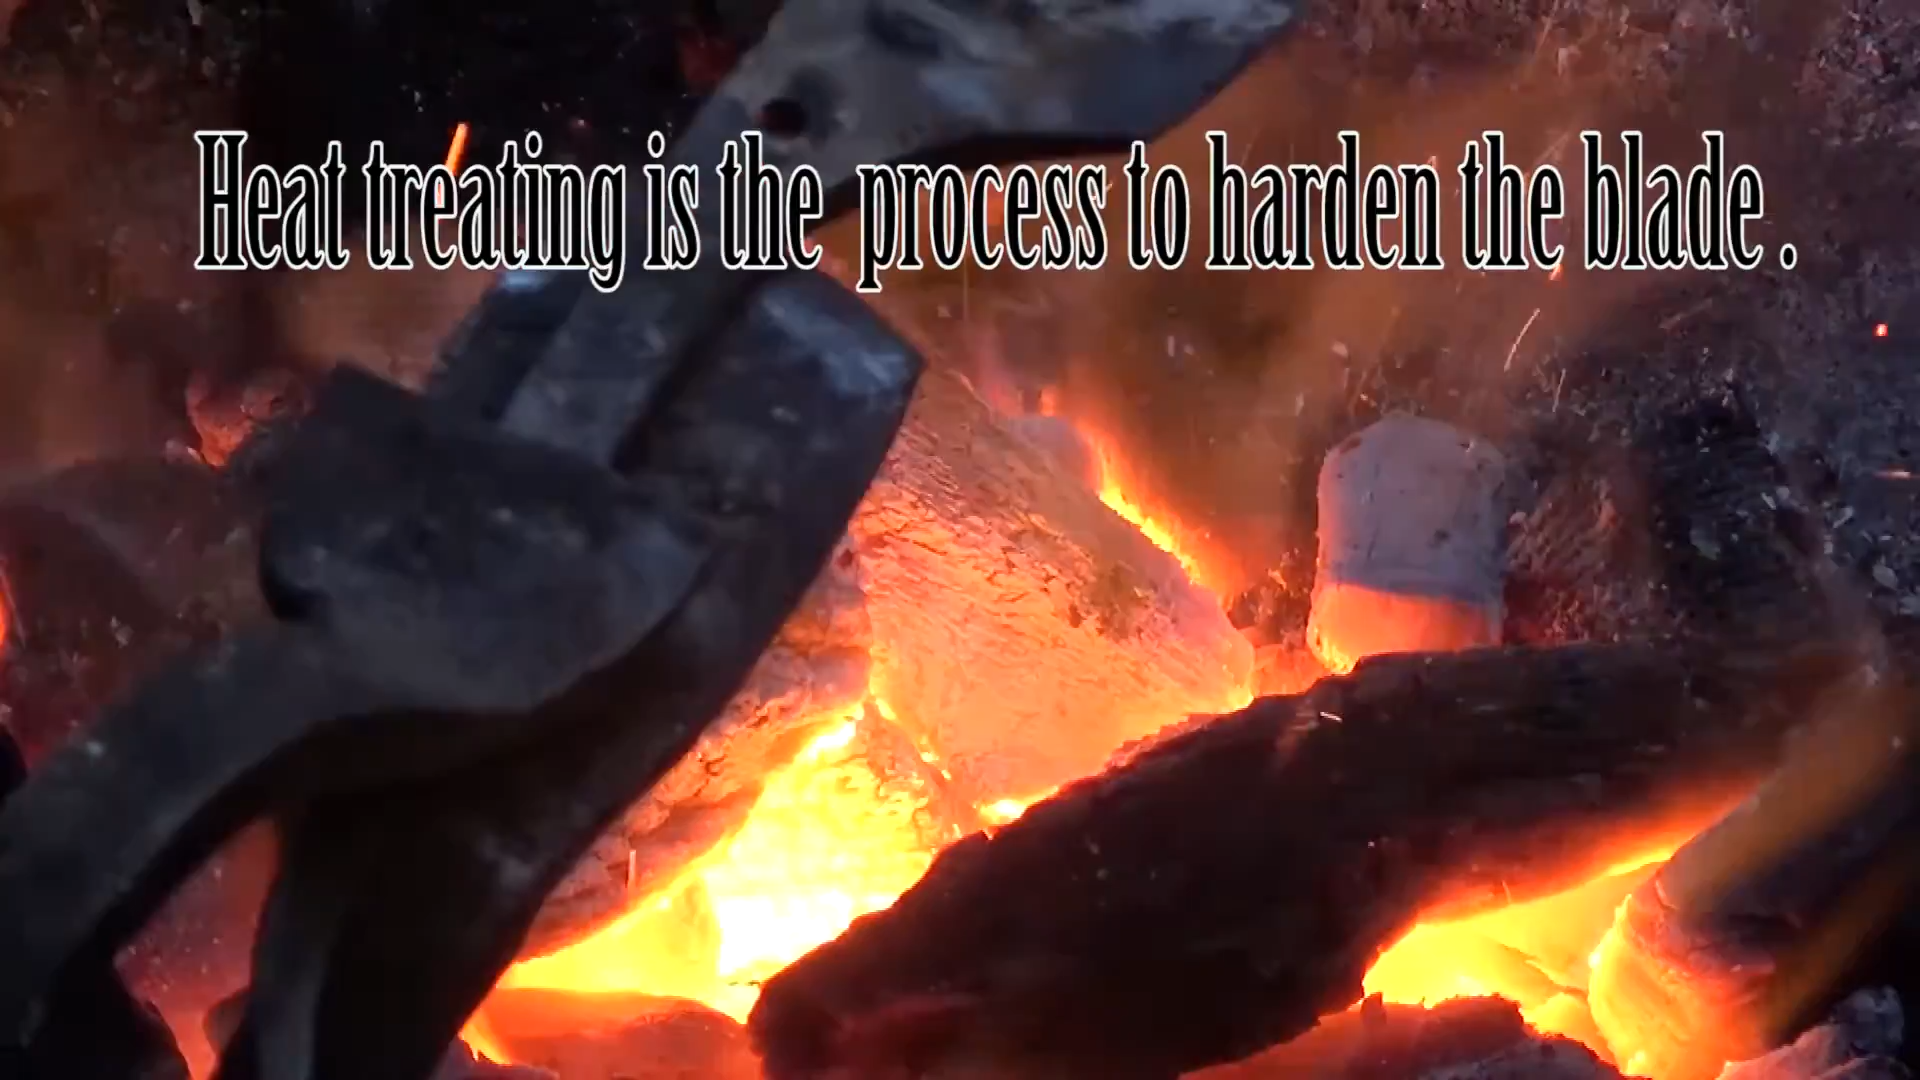 Heat treating is the process to harden the blade .